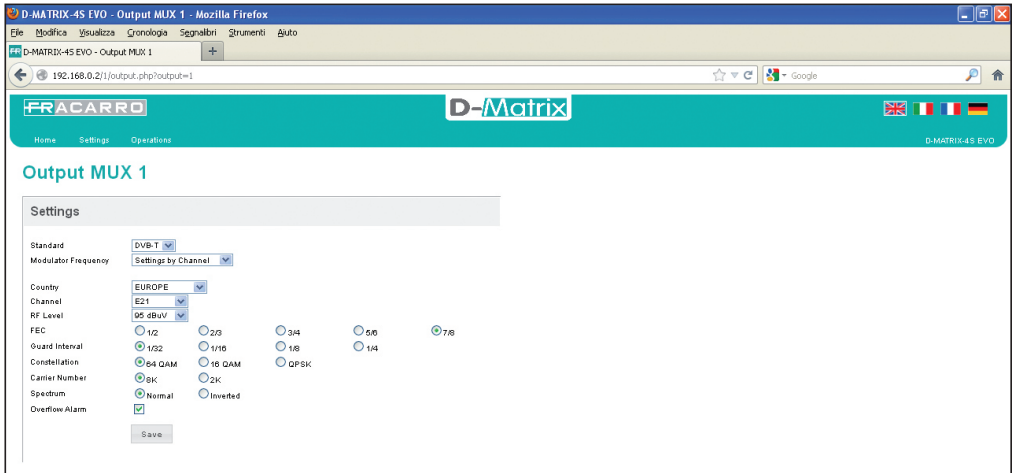 D-MATRIX-4S EVO - Output MUX 1 - Mozilla Firefox
File Modifica Visualizza Cronologia Segnalibri Strumenti Aiuto
FR D-MATRIX-4S EVO - Output MUX 1 +
192.168.0.2/1/output.php?output=1 Google
FRACARRO D-Matrix
Home Settings Operations D-MATRIX-4S EVO
Output MUX 1
Settings
Standard DVB-T
Modulator Frequency Settings by Channel
Country EUROPE
Channel E21
RF Level 95 dBuV
FEC 1/2 2/3 3/4 5/6 7/8
Guard Interval 1/32 1/16 1/8 1/4
Constellation 64 QAM 16 QAM QPSK
Carrier Number 8K 2K
Spectrum Normal Inverted
Overflow Alarm
Save